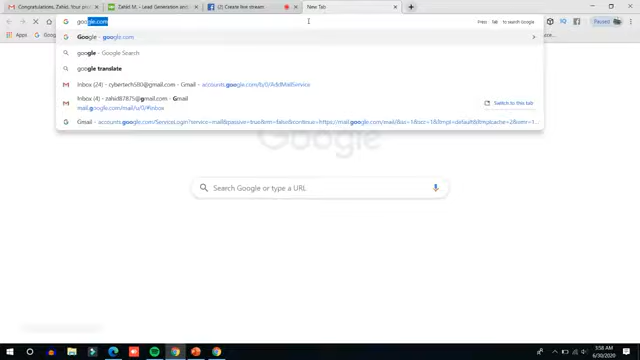 Congratulations, Zahid. Your p
Zahid M. - Lead Generation and
(2) Create live stream
New Tab
google.com
Press Tab to search Google
Paused
Apps
Google - google.com
google - Google Search
google translate
Inbox (24) - cybertech580@gmail.com - Gmail - accounts.google.com/b/0/AddMailService
Inbox (4) - zahid87875@gmail.com - Gmail
mail.google.com/mail/u/0/#inbox
Switch to this tab
Google
Search Google or type a URL
3:58 AM
6/30/2020